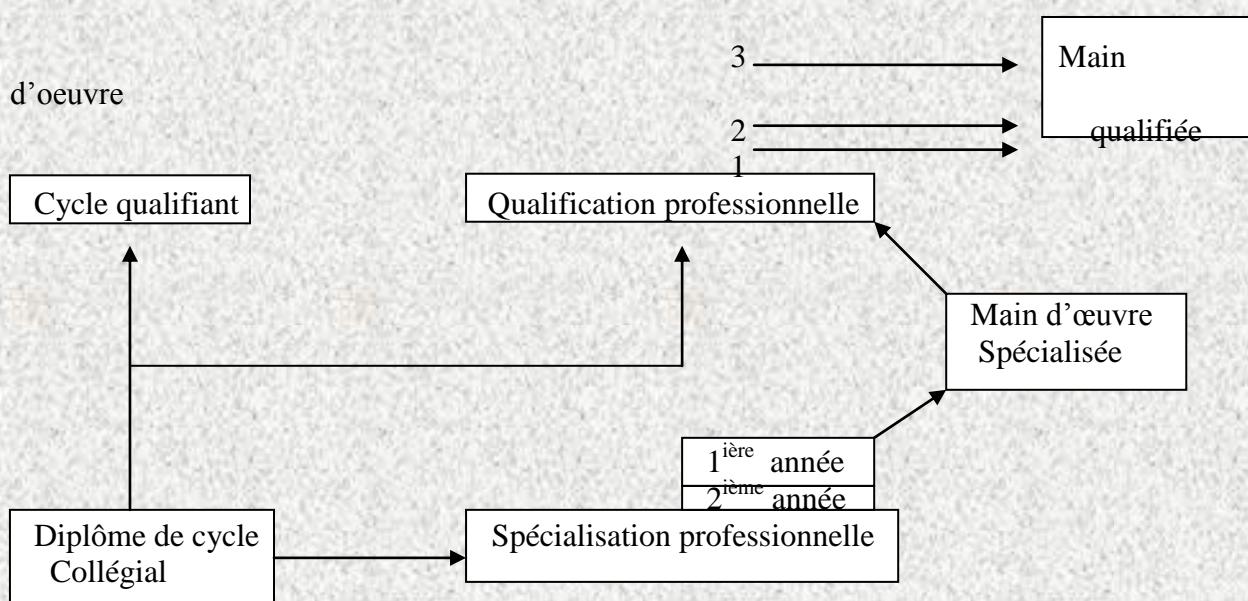 3
Main
d'oeuvre
2
qualifiée
1
Cycle qualifiant
Qualification professionnelle
Main d'œuvre
Spécialisée
1ière année
2ième année
Diplôme de cycle
Collégial
Spécialisation professionnelle